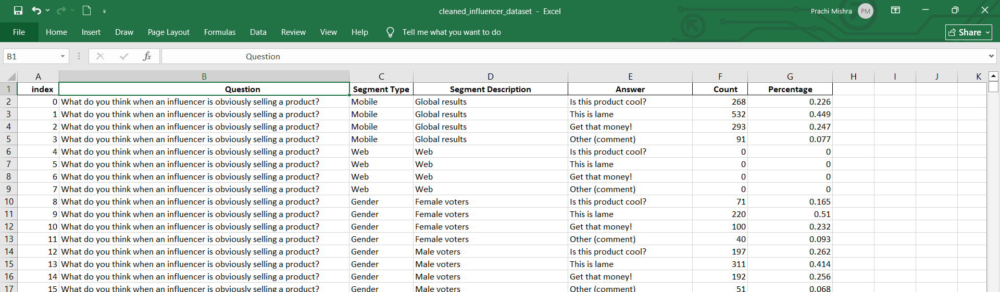 cleaned_influencer_dataset - Excel
Prachi Mishra PM
File Home Insert Draw Page Layout Formulas Data Review View Help Tell me what you want to do Share
B1 fx Question
A B C D E F G H I J K
1 index Question Segment Type Segment Description Answer Count Percentage
2 0 What do you think when an influencer is obviously selling a product? Mobile Global results Is this product cool? 268 0.226
3 1 What do you think when an influencer is obviously selling a product? Mobile Global results This is lame 532 0.449
4 2 What do you think when an influencer is obviously selling a product? Mobile Global results Get that money! 293 0.247
5 3 What do you think when an influencer is obviously selling a product? Mobile Global results Other (comment) 91 0.077
6 4 What do you think when an influencer is obviously selling a product? Web Web Is this product cool? 0 0
7 5 What do you think when an influencer is obviously selling a product? Web Web This is lame 0 0
8 6 What do you think when an influencer is obviously selling a product? Web Web Get that money! 0 0
9 7 What do you think when an influencer is obviously selling a product? Web Web Other (comment) 0 0
10 8 What do you think when an influencer is obviously selling a product? Gender Female voters Is this product cool? 71 0.165
11 9 What do you think when an influencer is obviously selling a product? Gender Female voters This is lame 220 0.51
12 10 What do you think when an influencer is obviously selling a product? Gender Female voters Get that money! 100 0.232
13 11 What do you think when an influencer is obviously selling a product? Gender Female voters Other (comment) 40 0.093
14 12 What do you think when an influencer is obviously selling a product? Gender Male voters Is this product cool? 197 0.262
15 13 What do you think when an influencer is obviously selling a product? Gender Male voters This is lame 311 0.414
16 14 What do you think when an influencer is obviously selling a product? Gender Male voters Get that money! 192 0.256
17 15 What do you think when an influencer is obviously selling a product? Gender Male voters Other (comment) 51 0.068